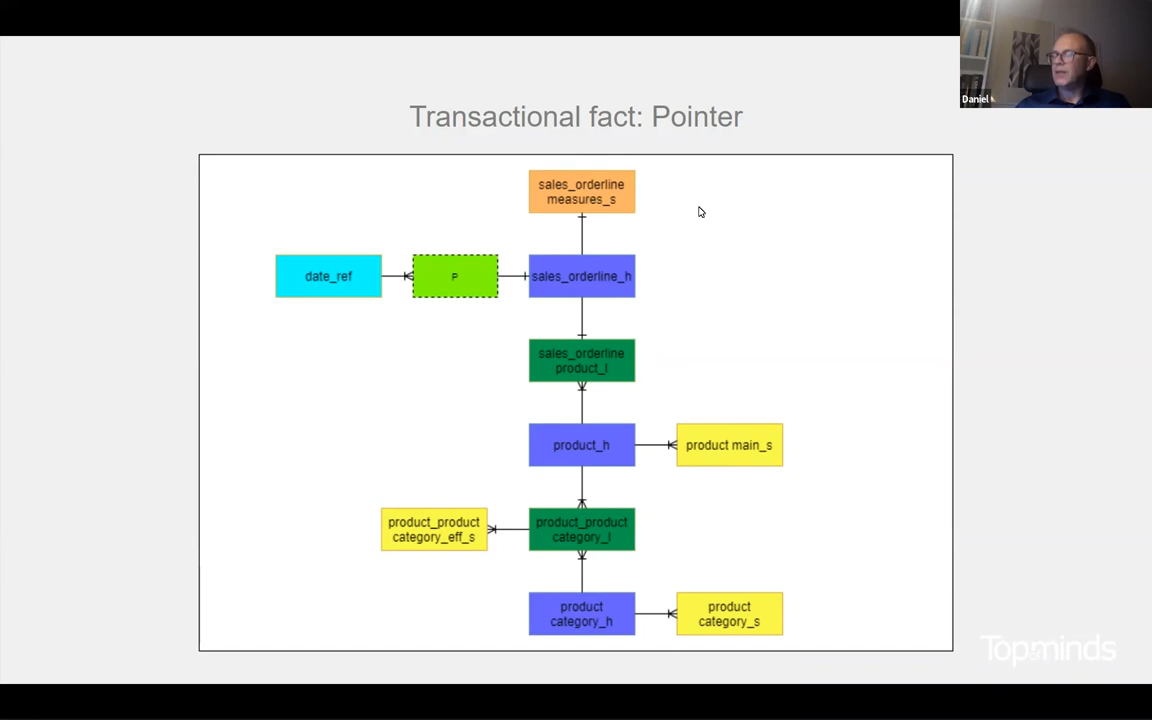 Daniel
Transactional fact: Pointer
sales_orderline
measures_s
date_ref
P
sales_orderline_h
sales_orderline
product_l
product_h
product main_s
product_product
category_eff_s
product_product
category_l
product
category_h
product
category_s
Topminds